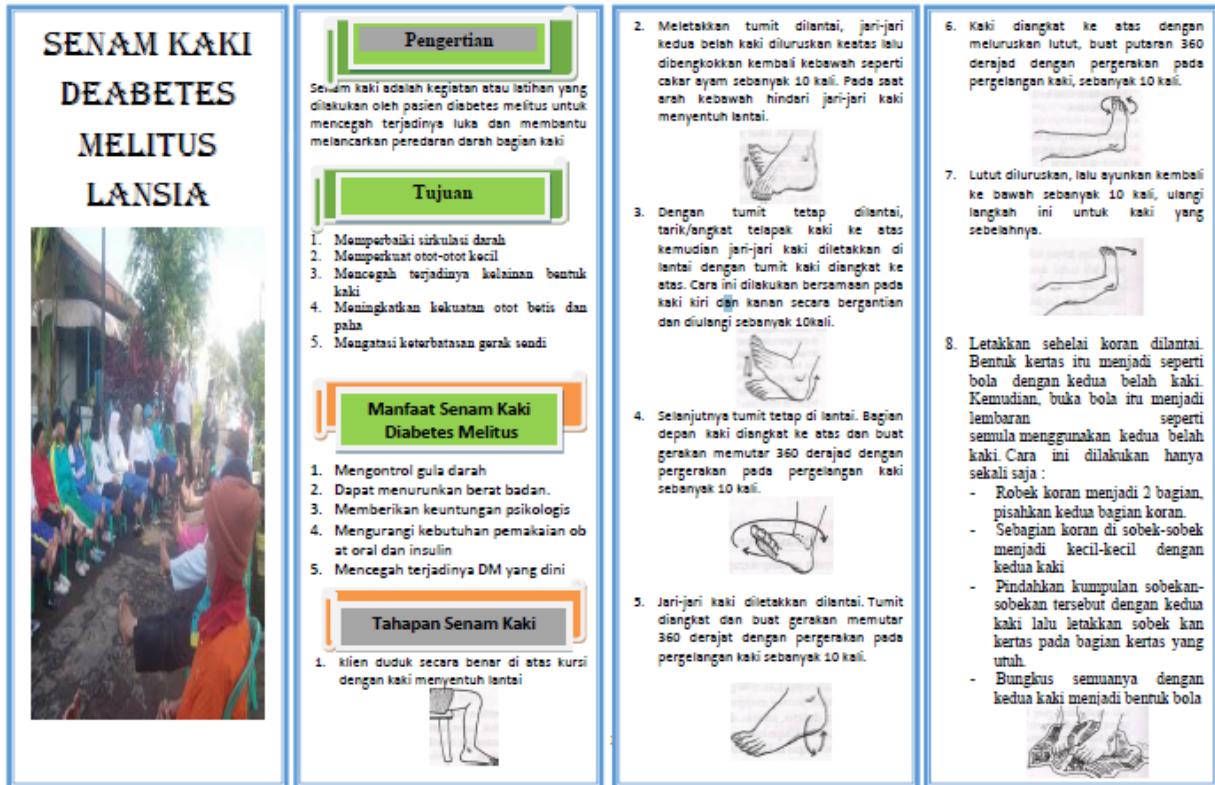 SENAM KAKI
DEABETES
MELITUS
LANSIA
Pengertian
Senam kaki adalah kegiatan atau latihan yang
dilakukan oleh pasien diabetes melitus untuk
mencegah terjadinya luka dan membantu
melancarkan peredaran darah bagian kaki
Tujuan
1. Memperbaiki sirkulasi darah
2. Memperkuat otot-otot kecil
3. Mencegah terjadinya kelainan bentuk
kaki
4. Meningkatkan kekuatan otot betis dan
paha
5. Mengatasi keterbatasan gerak sendi
Manfaat Senam Kaki
Diabetes Melitus
1. Mengontrol gula darah
2. Dapat menurunkan berat badan.
3. Memberikan keuntungan psikologis
4. Mengurangi kebutuhan pemakaian ob
at oral dan insulin
5. Mencegah terjadinya DM yang dini
Tahapan Senam Kaki
1. klien duduk secara benar di atas kursi
dengan kaki menyentuh lantai
2. Meletakkan tumit dilantai, jari-jari
kedua belah kaki diluruskan keatas lalu
dibengkokkan kembali kebawah seperti
cakar ayam sebanyak 10 kali. Pada saat
arah kebawah hindari jari-jari kaki
menyentuh lantai.
3. Dengan tumit tetap dilantai,
tarik/angkat telapak kaki ke atas
kemudian jari-jari kaki diletakkan di
lantai dengan tumit kaki diangkat ke
atas. Cara ini dilakukan bersamaan pada
kaki kiri dan kanan secara bergantian
dan diulangi sebanyak 10kali.
4. Selanjutnya tumit tetap di lantai. Bagian
depan kaki diangkat ke atas dan buat
gerakan memutar 360 derajad dengan
pergerakan pada pergelangan kaki
sebanyak 10 kali.
5. Jari-jari kaki diletakkan dilantai. Tumit
diangkat dan buat gerakan memutar
360 derajat dengan pergerakan pada
pergelangan kaki sebanyak 10 kali.
6. Kaki diangkat ke atas dengan
meluruskan lutut, buat putaran 360
derajad dengan pergerakan pada
pergelangan kaki, sebanyak 10 kali.
7. Lutut diluruskan, lalu ayunkan kembali
ke bawah sebanyak 10 kali, ulangi
langkah ini untuk kaki yang
sebelahnya.
8. Letakkan sehelai koran dilantai.
Bentuk kertas itu menjadi seperti
bola dengan kedua belah kaki.
Kemudian, buka bola itu menjadi
lembaran seperti
semula menggunakan kedua belah
kaki. Cara ini dilakukan hanya
sekali saja :
- Robek koran menjadi 2 bagian,
pisahkan kedua bagian koran.
- Sebagian koran di sobek-sobek
menjadi kecil-kecil dengan
kedua kaki
- Pindahkan kumpulan sobekan-
sobekan tersebut dengan kedua
kaki lalu letakkan sobek kan
kertas pada bagian kertas yang
utuh.
- Bungkus semuanya dengan
kedua kaki menjadi bentuk bola